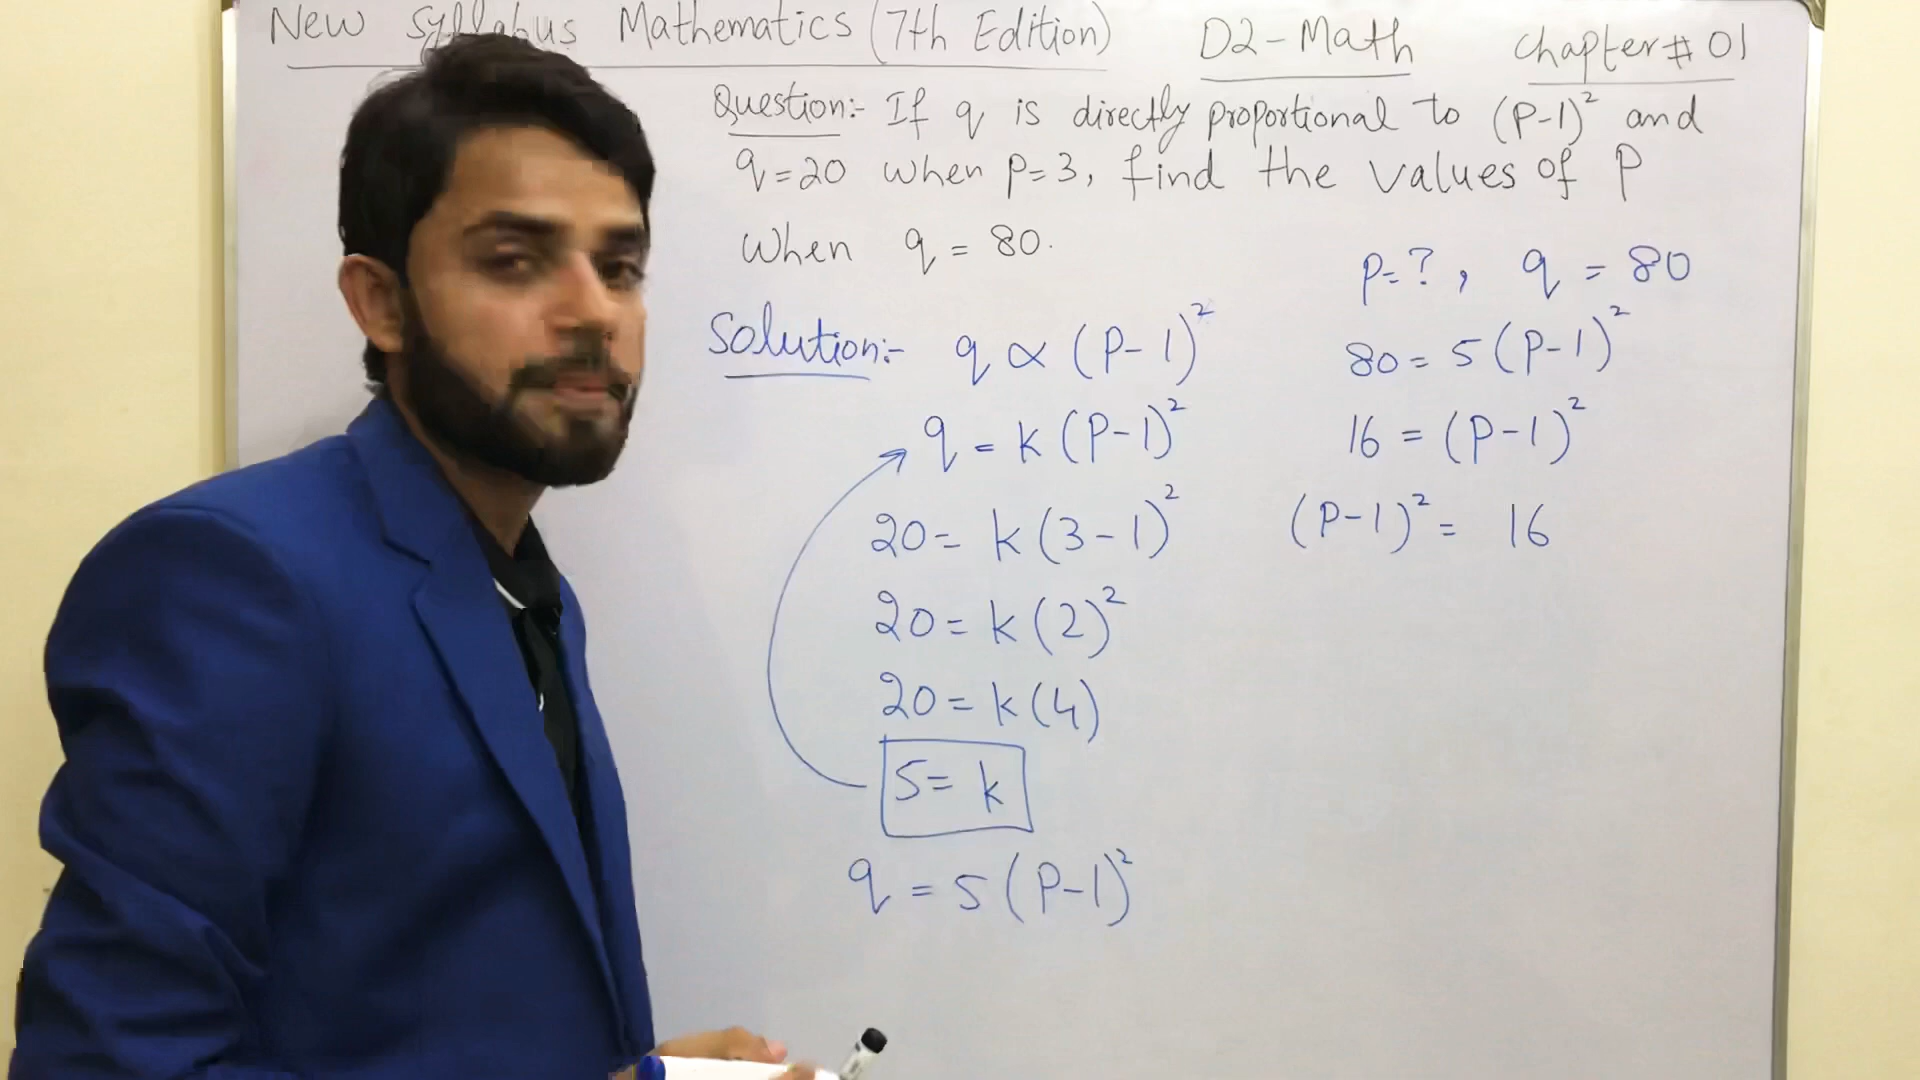 New Syllabus Mathematics (7th Edition) D2-Math Chapter# 01
Question:- If q is directly proportional to (P-1)² and
q=20 when p=3, find the values of P
when q = 80.
Solution:- q ∝ (P-1)²
q = k (P-1)²
20= k (3-1)²
20= k (2)²
20= k (4)
5= k
q = 5 (P-1)²
p=? , q = 80
80= 5 (P-1)²
16 = (P-1)²
(P-1)² = 16